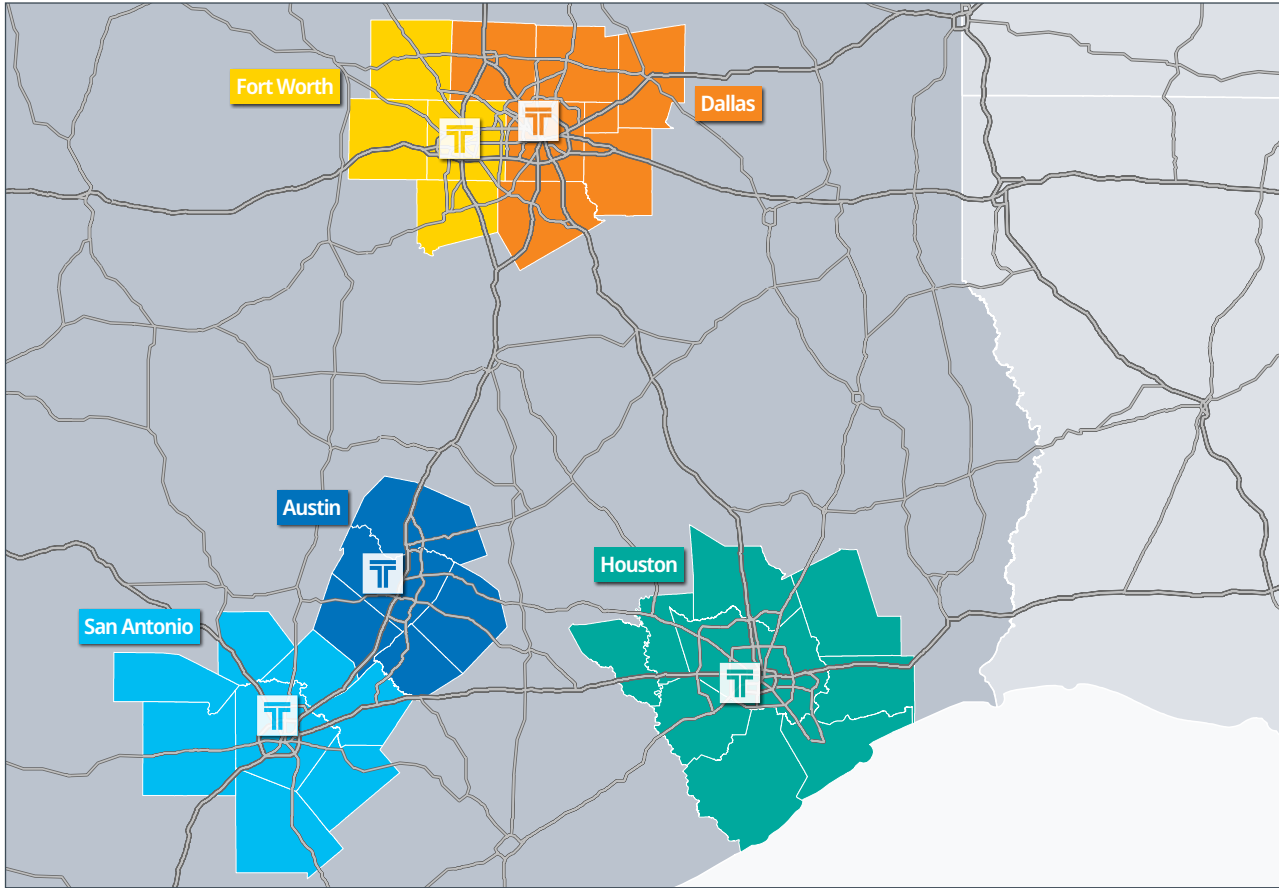 Fort Worth
Dallas
Austin
Houston
San Antonio